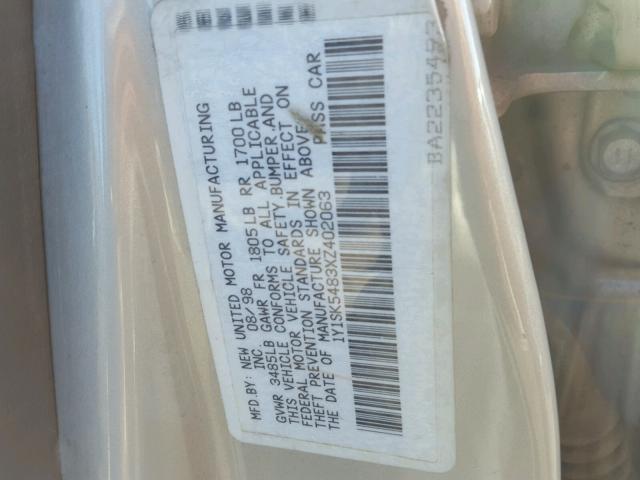 MFD.BY: NEW UNITED MOTOR MANUFACTURING
INC. 08/98
GVWR 3485LB GAWR FR 1805LB RR 1700LB
THIS VEHICLE CONFORMS TO ALL APPLICABLE
FEDERAL MOTOR VEHICLE SAFETY BUMPER AND
THEFT PREVENTION STANDARDS IN EFFECT ON
THE DATE OF MANUFACTURE SHOWN ABOVE
1Y1SK5483XZ402063 PASS CAR
BA2235497